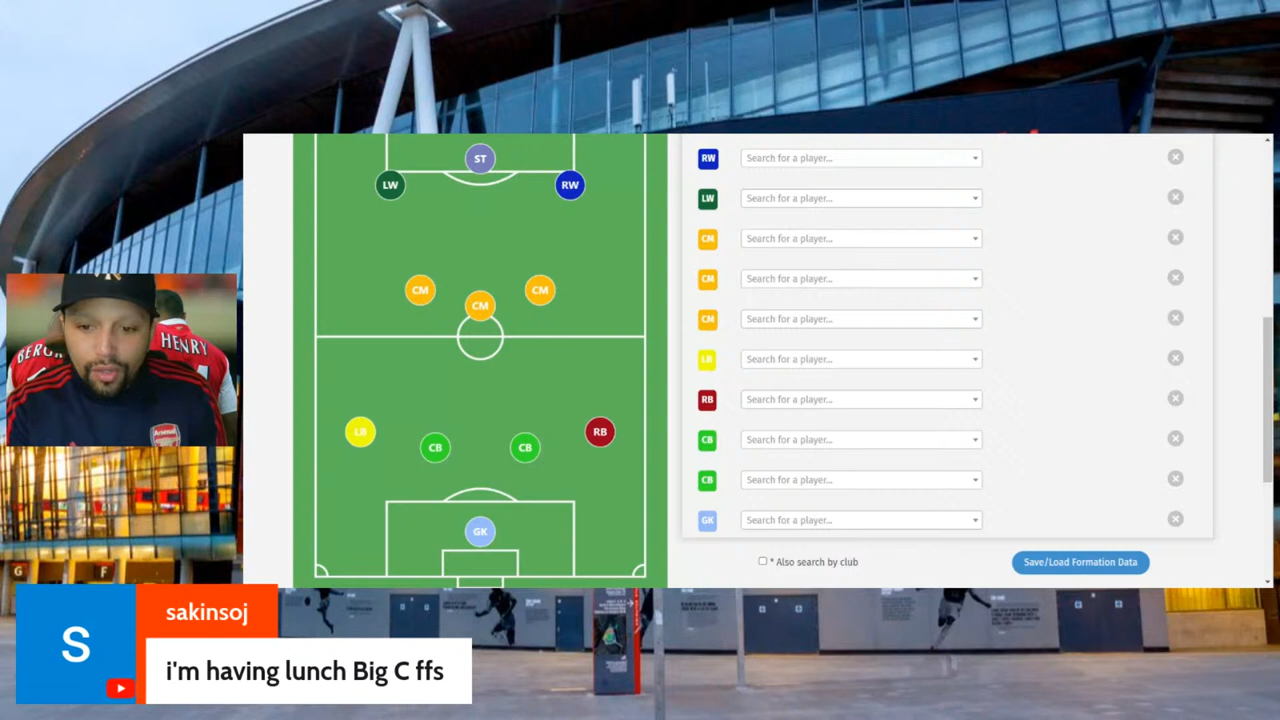 ST
LW
RW
CM
CM
CM
LB
RB
CB
CB
GK
RW Search for a player...
LW Search for a player...
CM Search for a player...
CM Search for a player...
CM Search for a player...
LB Search for a player...
RB Search for a player...
CB Search for a player...
CB Search for a player...
GK Search for a player...
* Also search by club
Save/Load Formation Data
HENRY
Arsenal
G
F
S
sakinsoj
i'm having lunch Big C ffs